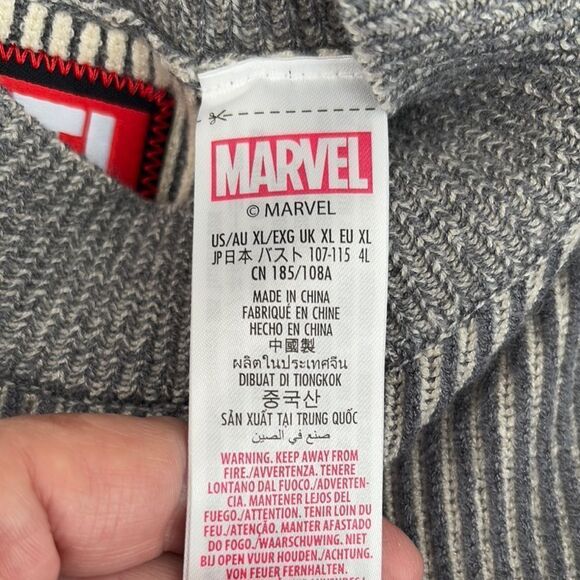 MARVEL
© MARVEL
US/AU XL/EXG UK XL EU XL
JP日本 バスト 107-115 4L
CN 185/108A
MADE IN CHINA
FABRIQUÉ EN CHINE
HECHO EN CHINA
中國製
ผลิตในประเทศจีน
DIBUAT DI TIONGKOK
중국산
SẢN XUẤT TẠI TRUNG QUỐC
صنع في الصين
WARNING. KEEP AWAY FROM
FIRE./AVVERTENZA. TENERE
LONTANO DAL FUOCO./ADVERTEN-
CIA. MANTENER LEJOS DEL
FUEGO./ATTENTION. TENIR LOIN DU
FEU./ATENÇÃO. MANTER AFASTADO
DO FOGO./WAARSCHUWING. NIET
BIJ OPEN VUUR HOUDEN./ACHTUNG.
VON FEUER FERNHALTEN.